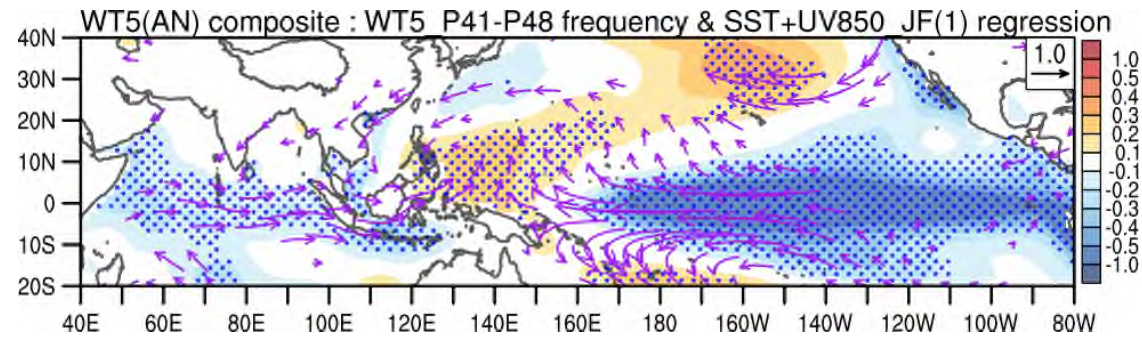 WT5(AN) composite : WT5 P41-P48 frequency & SST+UV850 JF(1) regression
40N
30N
20N
10N
0
10S
20S
40E 60E 80E 100E 120E 140E 160E 180 160W 140W 120W 100W 80W
1.0
1.0
0.5
0.4
0.3
0.2
0.1
-0.1
-0.2
-0.3
-0.4
-0.5
-1.0